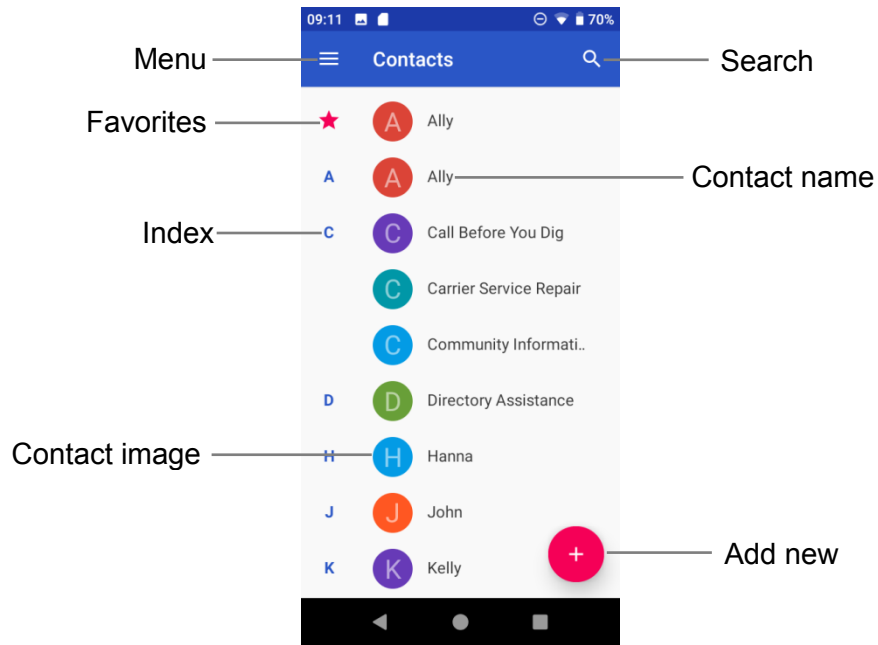 09:11 70%
Menu Contacts Search
Favorites A Ally
A A Ally Contact name
Index C C Call Before You Dig
C Carrier Service Repair
C Community Informati..
D D Directory Assistance
Contact image H H Hanna
J J John
K K Kelly + Add new